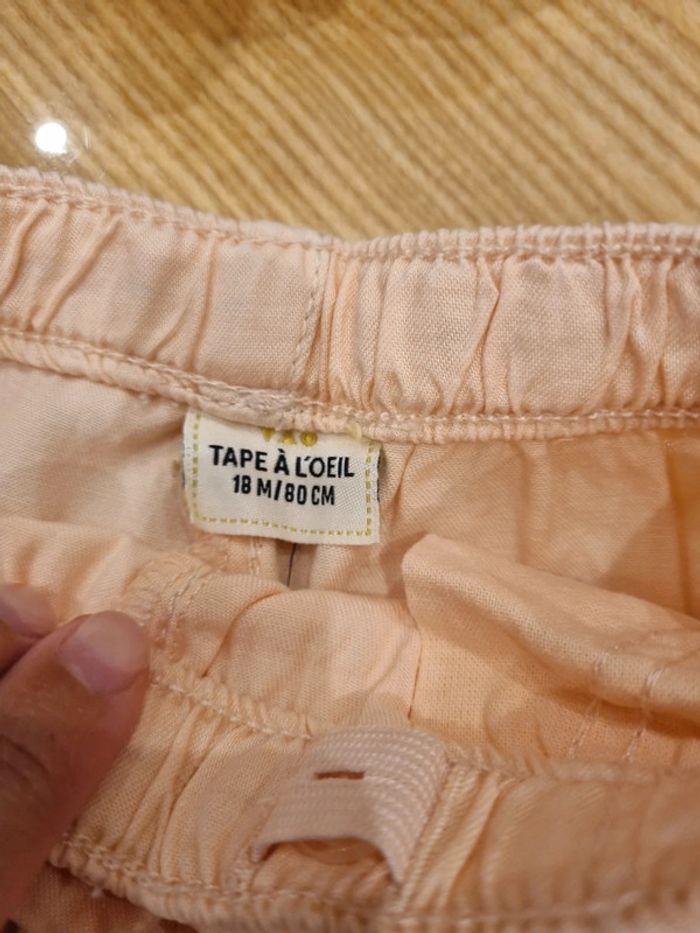 TAPE À L'OEIL
18 M/80 CM